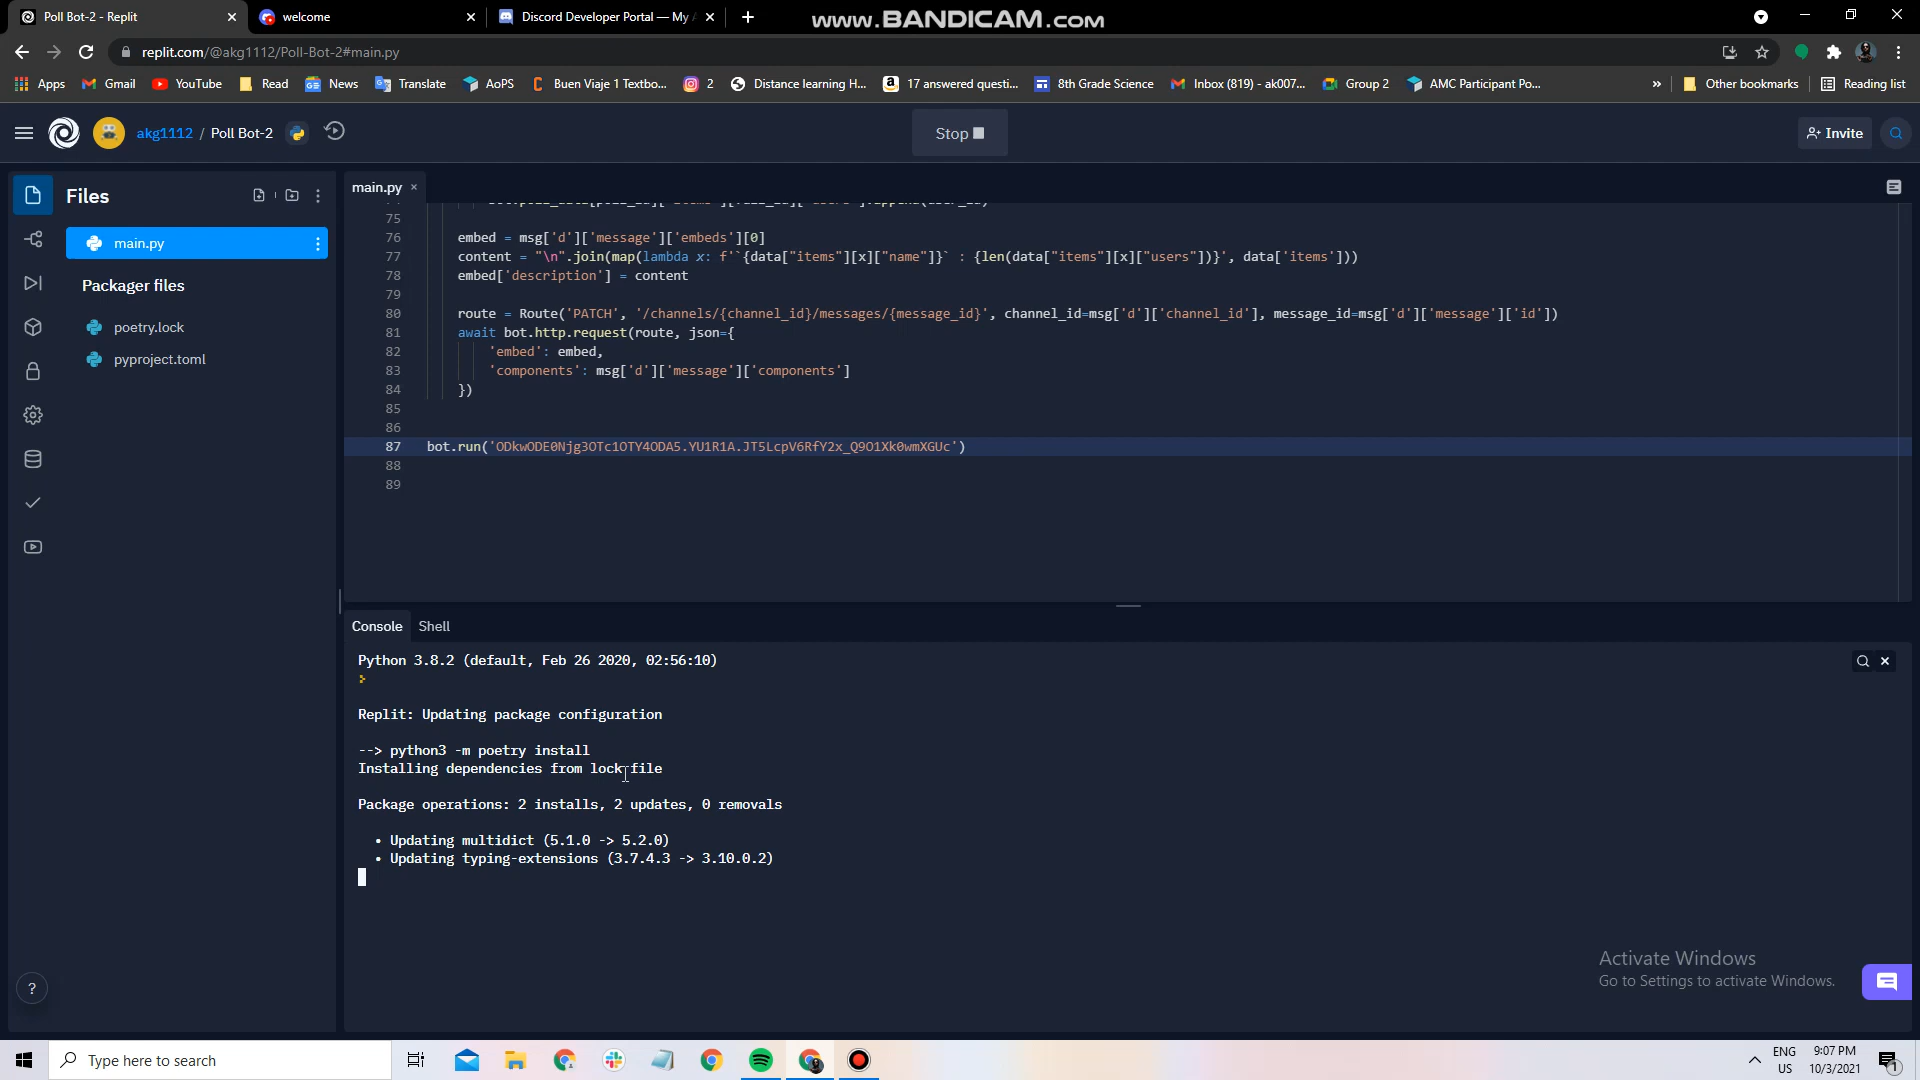 Poll Bot-2 - Replit
welcome
Discord Developer Portal — My
WWW.BANDICAM.COM
replit.com/@akg1112/Poll-Bot-2#main.py
Apps
Gmail
YouTube
Read
News
Translate
AoPS
Buen Viaje 1 Textbo...
2
Distance learning H...
17 answered questi...
8th Grade Science
Inbox (819) - ak007...
Group 2
AMC Participant Po...
»
Other bookmarks
Reading list
akg1112 / Poll Bot-2
Stop
Invite
Files
main.py
Packager files
poetry.lock
pyproject.toml
main.py
75
76 embed = msg['d']['message']['embeds'][0]
77 content = "\n".join(map(lambda x: f'`{data["items"][x]["name"]}` : {len(data["items"][x]["users"])}', data['items']))
78 embed['description'] = content
79
80 route = Route('PATCH', '/channels/{channel_id}/messages/{message_id}', channel_id=msg['d']['channel_id'], message_id=msg['d']['message']['id'])
81 await bot.http.request(route, json={
82 'embed': embed,
83 'components': msg['d']['message']['components']
84 })
85
86
87 bot.run('')
88
89
Console
Shell
Python 3.8.2 (default, Feb 26 2020, 02:56:10)
Replit: Updating package configuration
--> python3 -m poetry install
Installing dependencies from lock file
Package operations: 2 installs, 2 updates, 0 removals
• Updating multidict (5.1.0 -> 5.2.0)
• Updating typing-extensions (3.7.4.3 -> 3.10.0.2)
Activate Windows
Go to Settings to activate Windows.
?
Type here to search
ENG
US
9:07 PM
10/3/2021
1